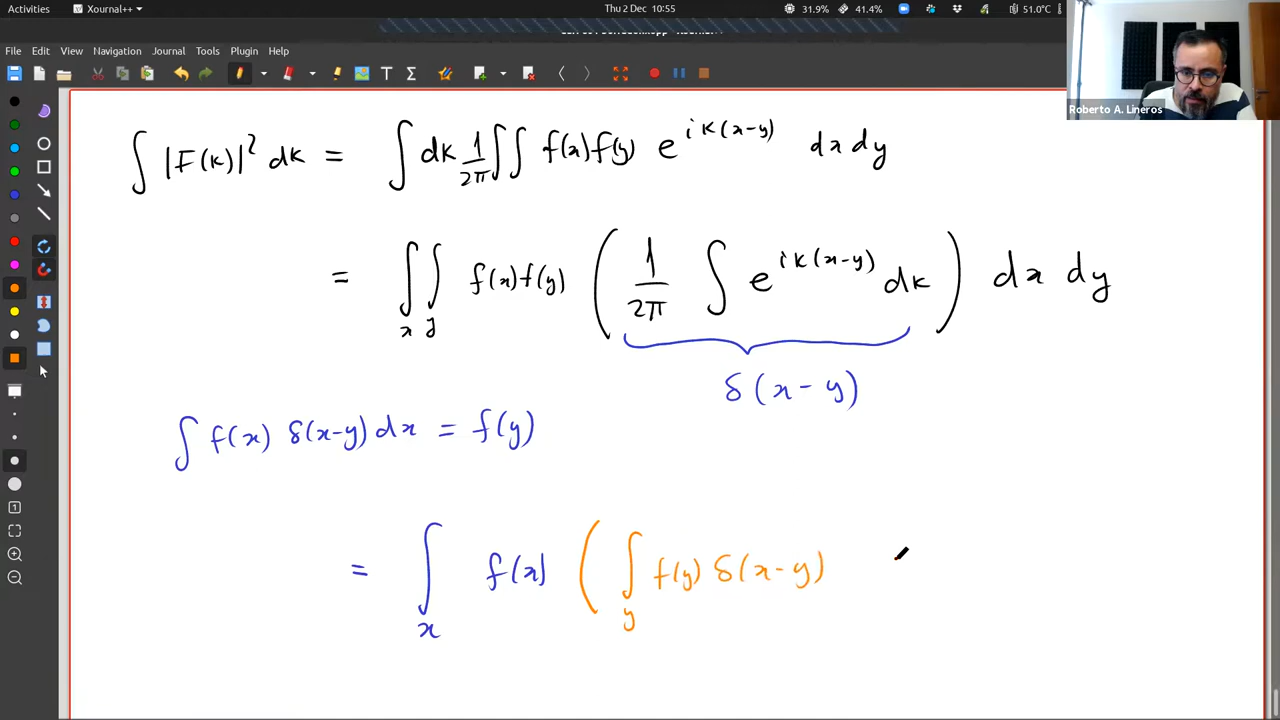 Activities Xournal++ Thu 2 Dec 10:55 31.9% 41.4% 51.0°C
File Edit View Navigation Journal Tools Plugin Help
Roberto A. Lineros
∫ |F(k)|² dk = ∫ dk 1/2π ∫∫ f(x)f(y) e^{ik(x-y)} dx dy
= ∫_x ∫_y f(x)f(y) ( 1/2π ∫ e^{ik(x-y)} dk ) dx dy
δ(x-y)
∫ f(x) δ(x-y) dx = f(y)
= ∫_x f(x) ( ∫_y f(y) δ(x-y)